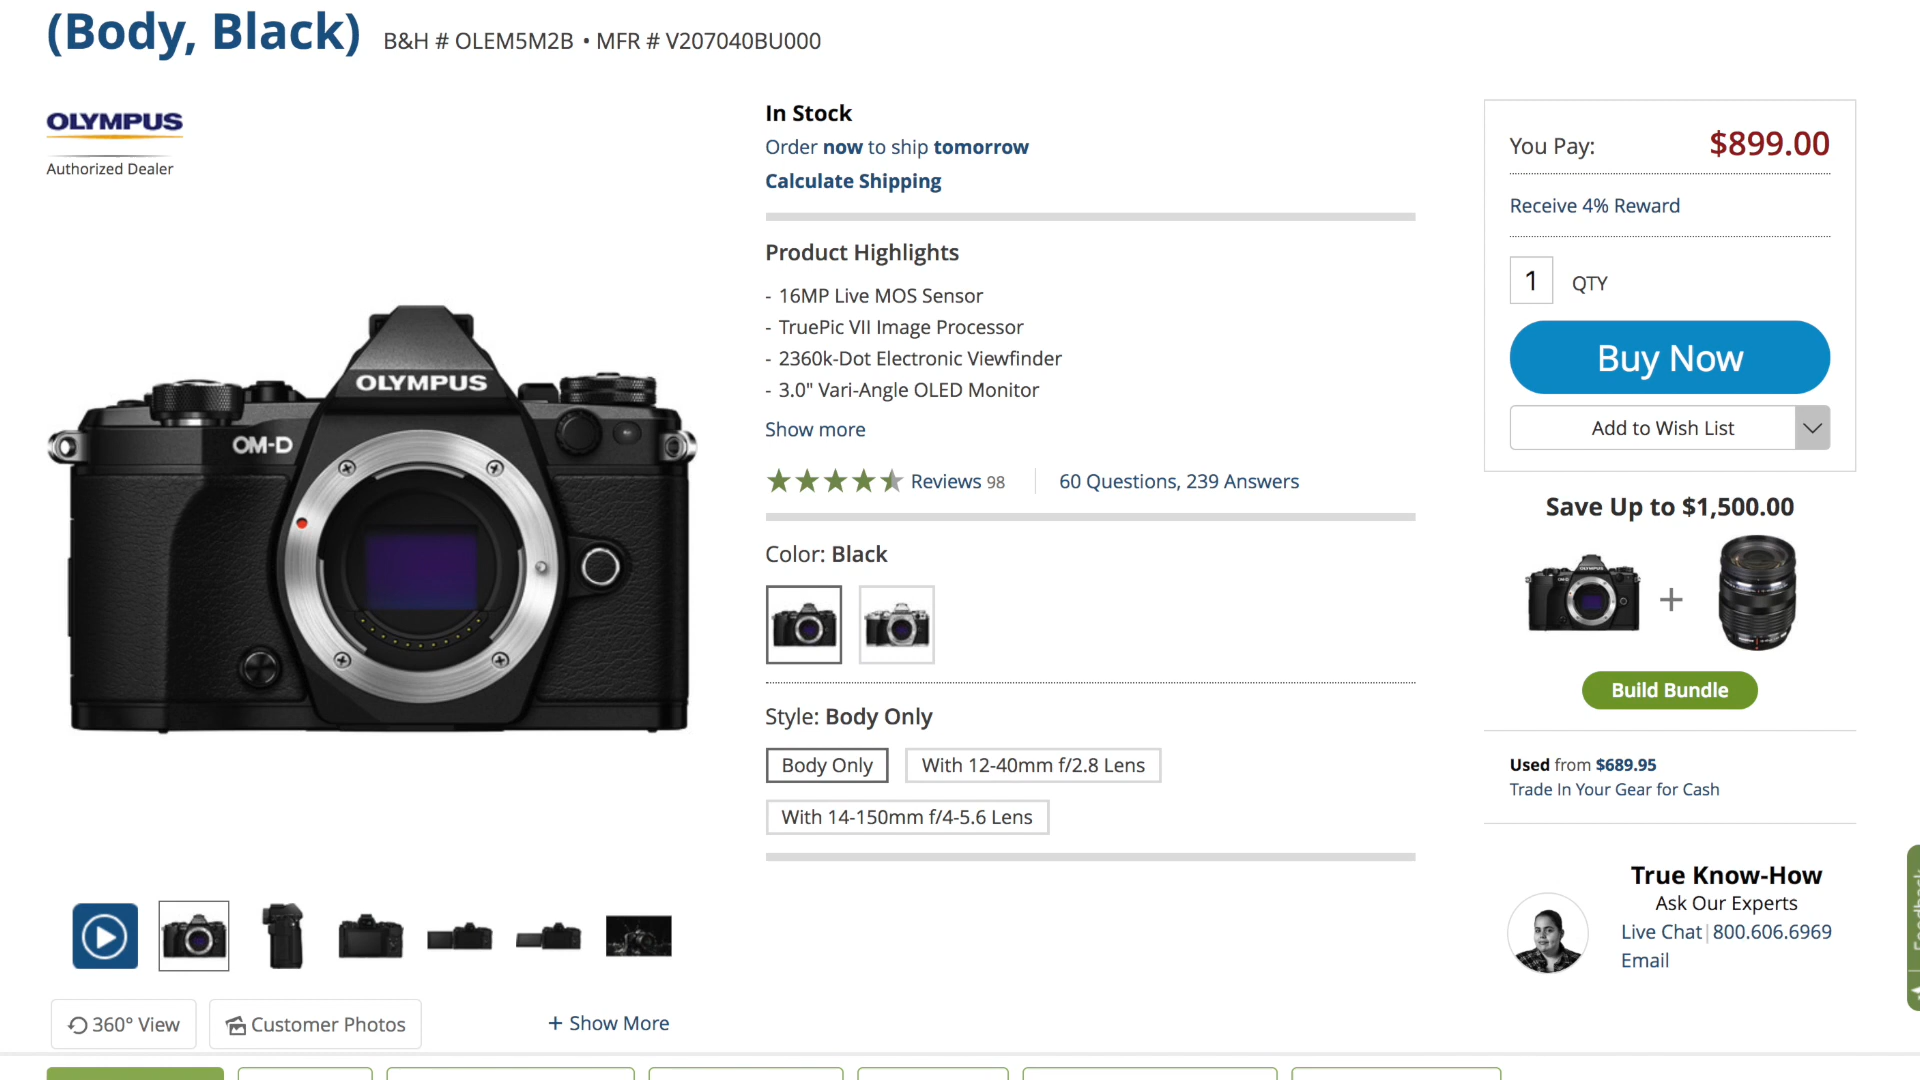 (Body, Black) B&H # OLEM5M2B • MFR # V207040BU000
OLYMPUS
Authorized Dealer
OLYMPUS
OM-D
360° View
Customer Photos
+ Show More
In Stock
Order now to ship tomorrow
Calculate Shipping
Product Highlights
- 16MP Live MOS Sensor
- TruePic VII Image Processor
- 2360k-Dot Electronic Viewfinder
- 3.0" Vari-Angle OLED Monitor
Show more
Reviews 98
60 Questions, 239 Answers
Color: Black
Style: Body Only
Body Only
With 12-40mm f/2.8 Lens
With 14-150mm f/4-5.6 Lens
You Pay: $899.00
Receive 4% Reward
1 QTY
Buy Now
Add to Wish List
Save Up to $1,500.00
OLYMPUS
+
Build Bundle
Used from $689.95
Trade In Your Gear for Cash
True Know-How
Ask Our Experts
Live Chat | 800.606.6969
Email